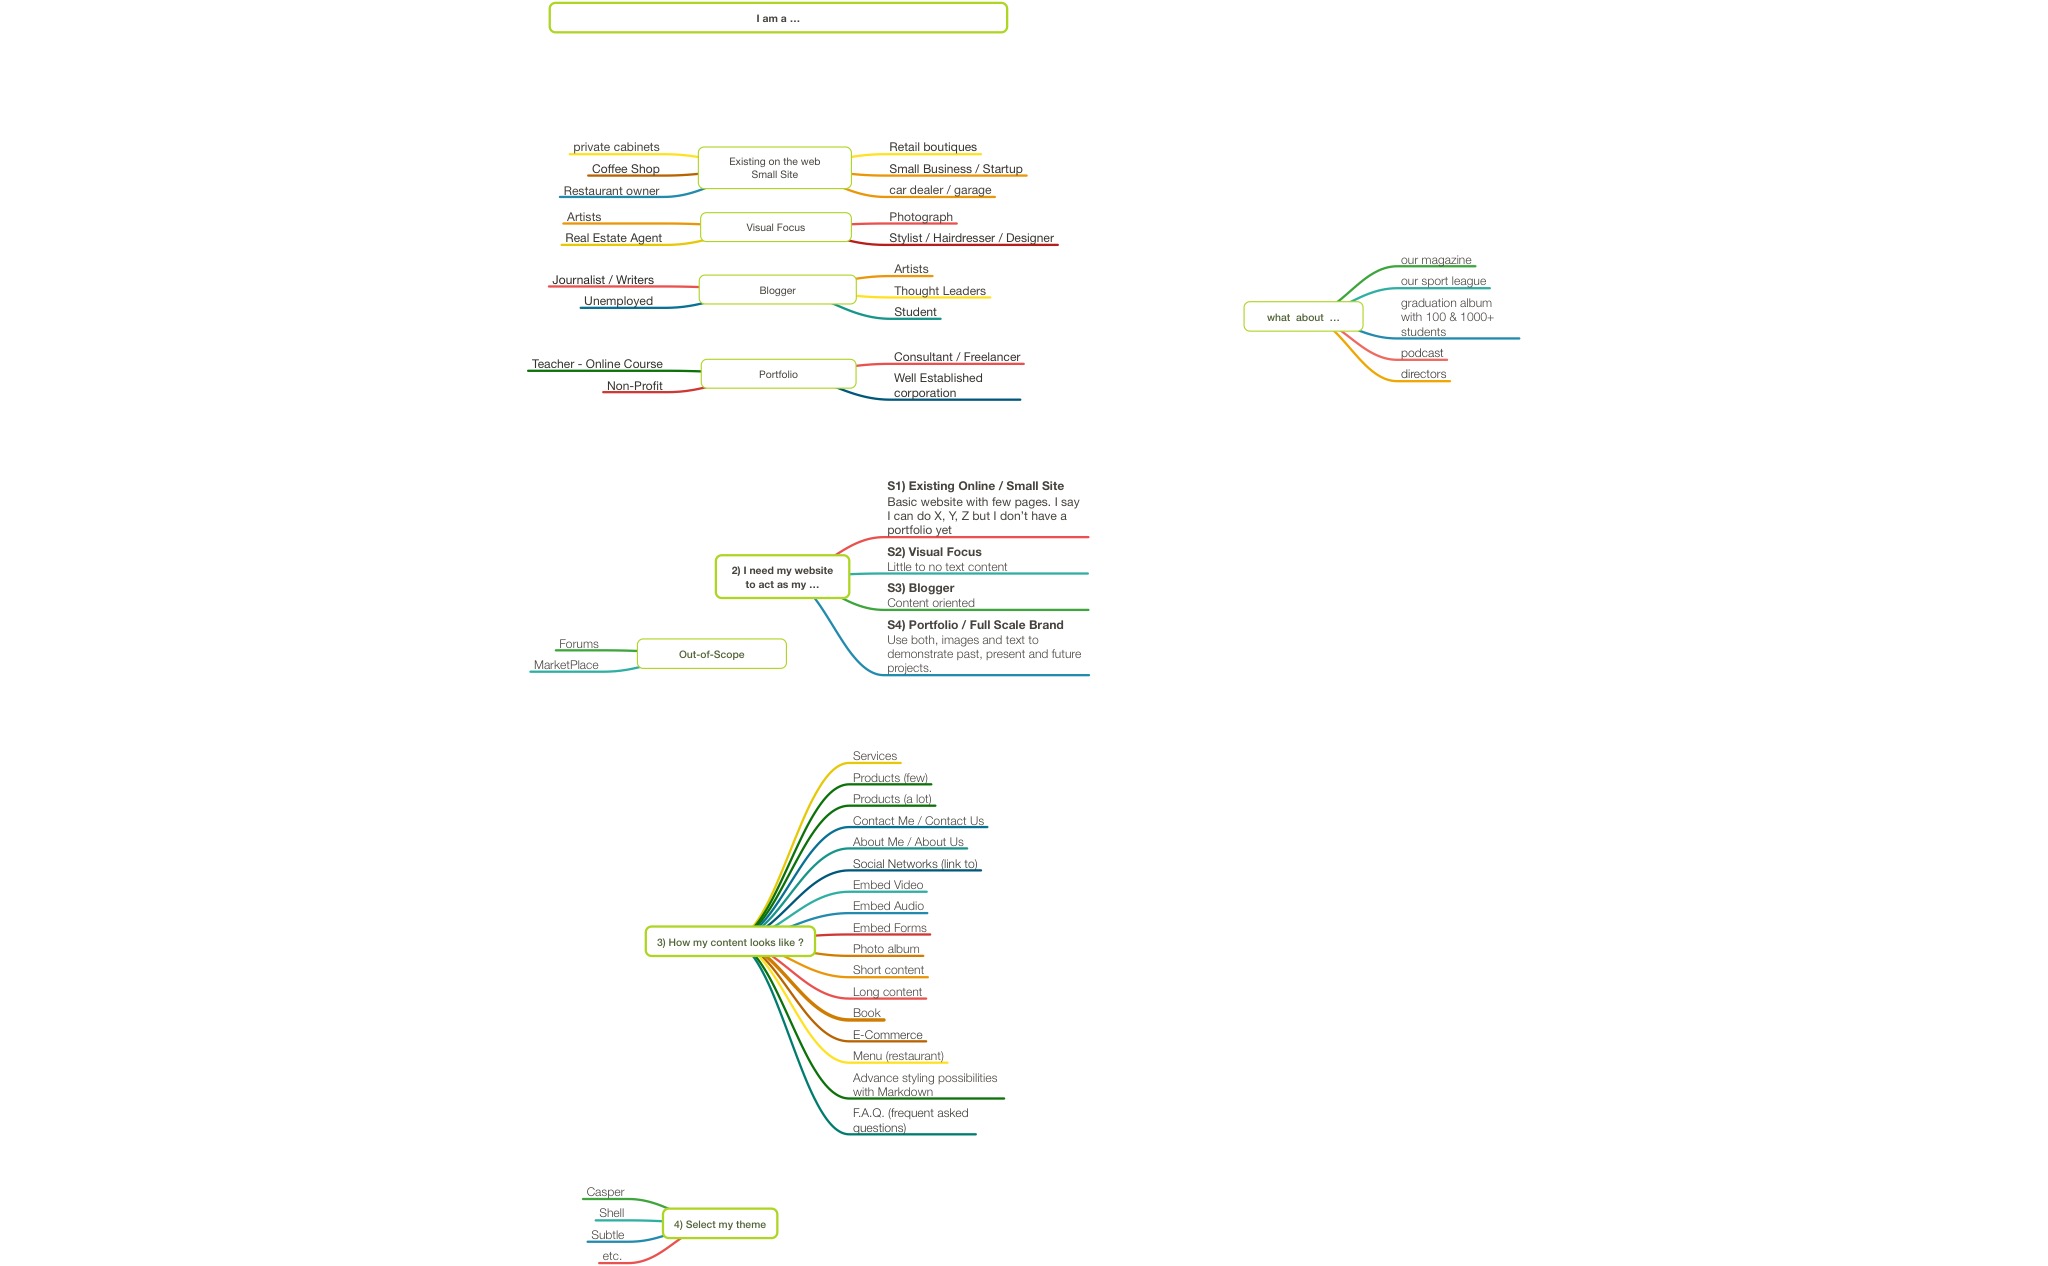 I am a ...
private cabinets
Coffee Shop
Restaurant owner
Existing on the web
Small Site
Retail boutiques
Small Business / Startup
car dealer / garage
Artists
Real Estate Agent
Visual Focus
Photograph
Stylist / Hairdresser / Designer
Journalist / Writers
Unemployed
Blogger
Artists
Thought Leaders
Student
Teacher - Online Course
Non-Profit
Portfolio
Consultant / Freelancer
Well Established
corporation
what about ...
our magazine
our sport league
graduation album
with 100 & 1000+
students
podcast
directors
2) I need my website
to act as my ...
S1) Existing Online / Small Site
Basic website with few pages. I say
I can do X, Y, Z but I don't have a
portfolio yet
S2) Visual Focus
Little to no text content
S3) Blogger
Content oriented
S4) Portfolio / Full Scale Brand
Use both, images and text to
demonstrate past, present and future
projects.
Forums
MarketPlace
Out-of-Scope
3) How my content looks like ?
Services
Products (few)
Products (a lot)
Contact Me / Contact Us
About Me / About Us
Social Networks (link to)
Embed Video
Embed Audio
Embed Forms
Photo album
Short content
Long content
Book
E-Commerce
Menu (restaurant)
Advance styling possibilities
with Markdown
F.A.Q. (frequent asked
questions)
Casper
Shell
Subtle
etc.
4) Select my theme